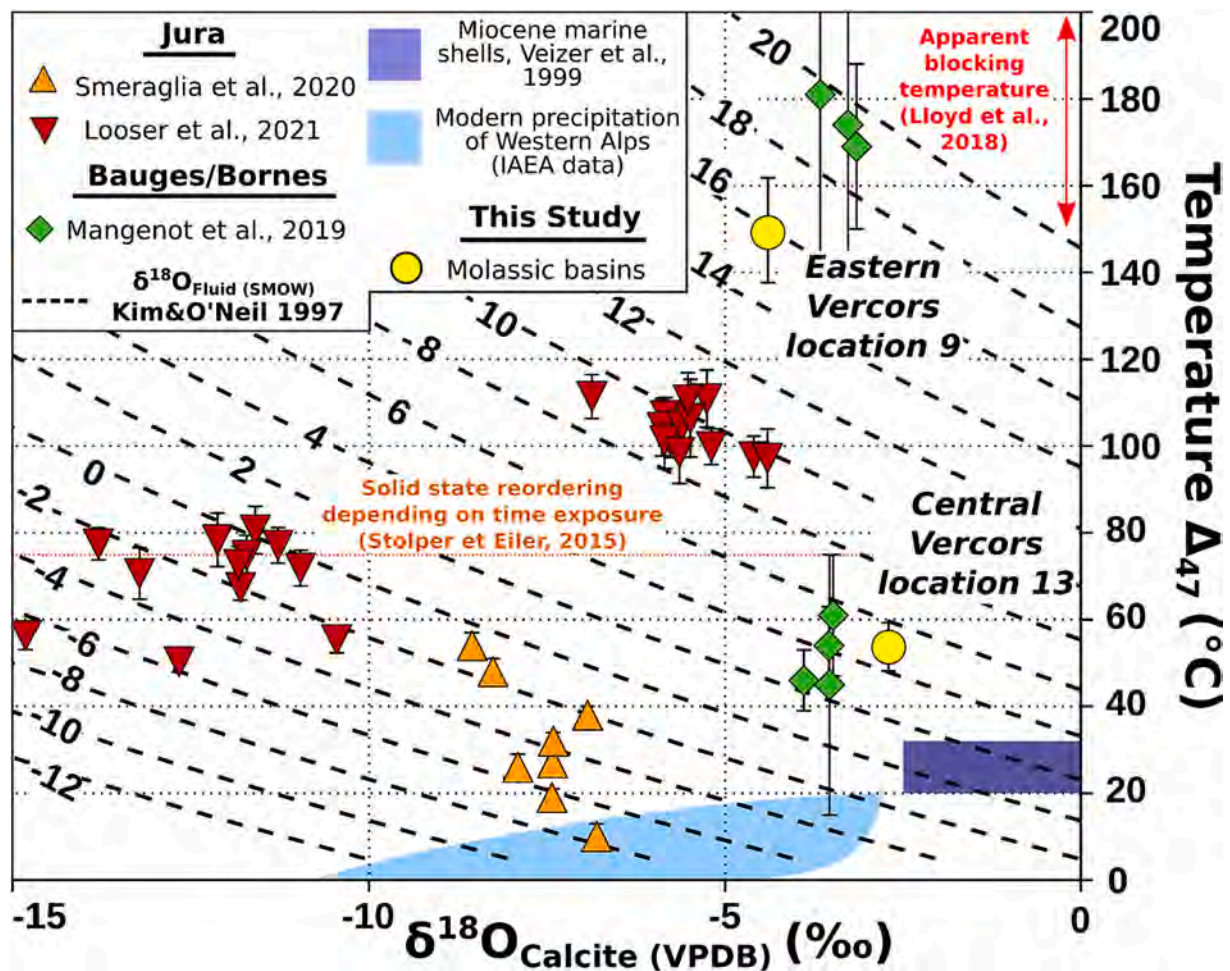 Jura
Smeraglia et al., 2020
Looser et al., 2021
Bauges/Bornes
Mangenot et al., 2019
δ18OFluid (SMOW)
Kim&O'Neil 1997
Miocene marine
shells, Veizer et al.,
1999
Modern precipitation
of Western Alps
(IAEA data)
This Study
Molassic basins
Apparent
blocking
temperature
(Lloyd et al.,
2018)
Eastern
Vercors
location 9
Central
Vercors
location 13
Solid state reordering
depending on time exposure
(Stolper et Eiler, 2015)
20
18
16
14
12
10
8
6
4
2
0
2
4
6
8
10
12
200
180
160
140
120
100
80
60
40
20
0
Temperature Δ47 (°C)
-15
-10
-5
0
δ18OCalcite (VPDB) (‰)